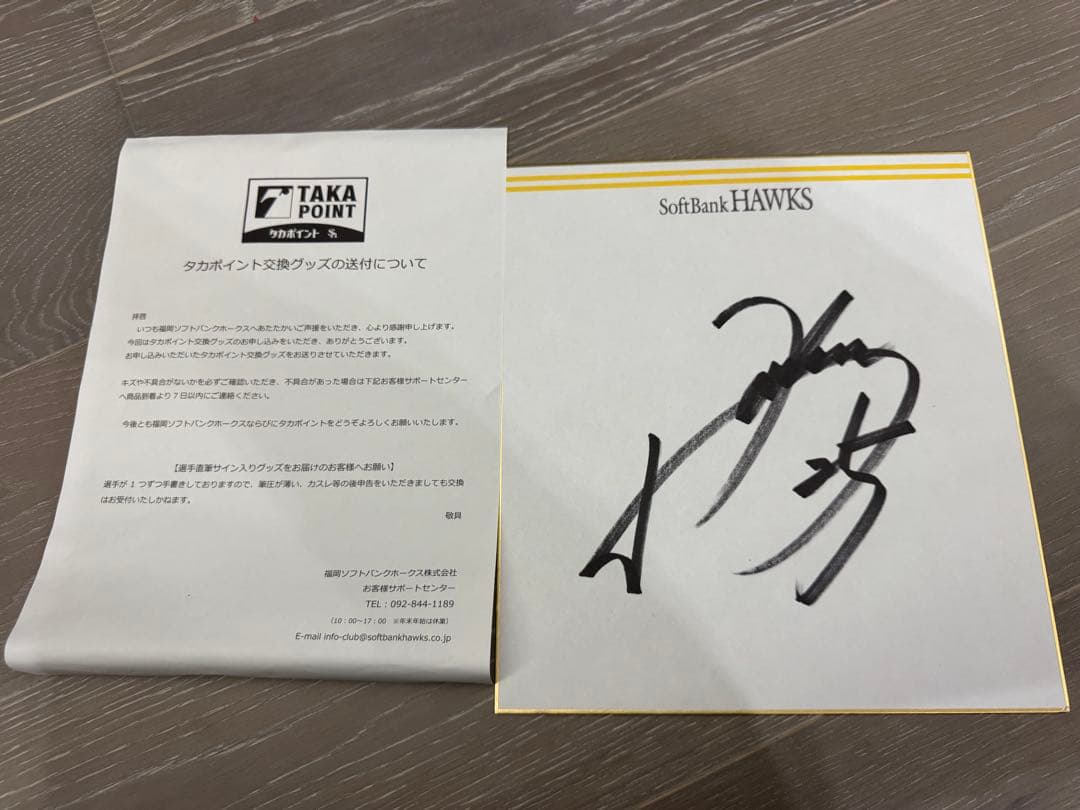 TAKA
POINT
タカポイント
タカポイント交換グッズの送付について
拝啓
いつも福岡ソフトバンクホークスへあたたかいご声援をいただき、心より感謝申し上げます。
今回はタカポイント交換グッズのお申し込みをいただき、ありがとうございます。
お申し込みいただいたタカポイント交換グッズをお送りさせていただきます。
キズや不具合がないかを必ずご確認いただき、不具合があった場合は下記お客様サポートセンター
へ商品到着より7日以内にご連絡ください。
今後とも福岡ソフトバンクホークスならびにタカポイントをどうぞよろしくお願いいたします。
【選手直筆サイン入りグッズをお届けのお客様へお願い】
選手が1つずつ手書きしておりますので、筆圧が薄い、カスレ等の後申告をいただきましても交換
はお受付いたしかねます。
敬具
福岡ソフトバンクホークス株式会社
お客様サポートセンター
TEL：092-844-1189
（10：00～17：00　※年末年始は休業）
E-mail info-club@softbankhawks.co.jp
SoftBank HAWKS